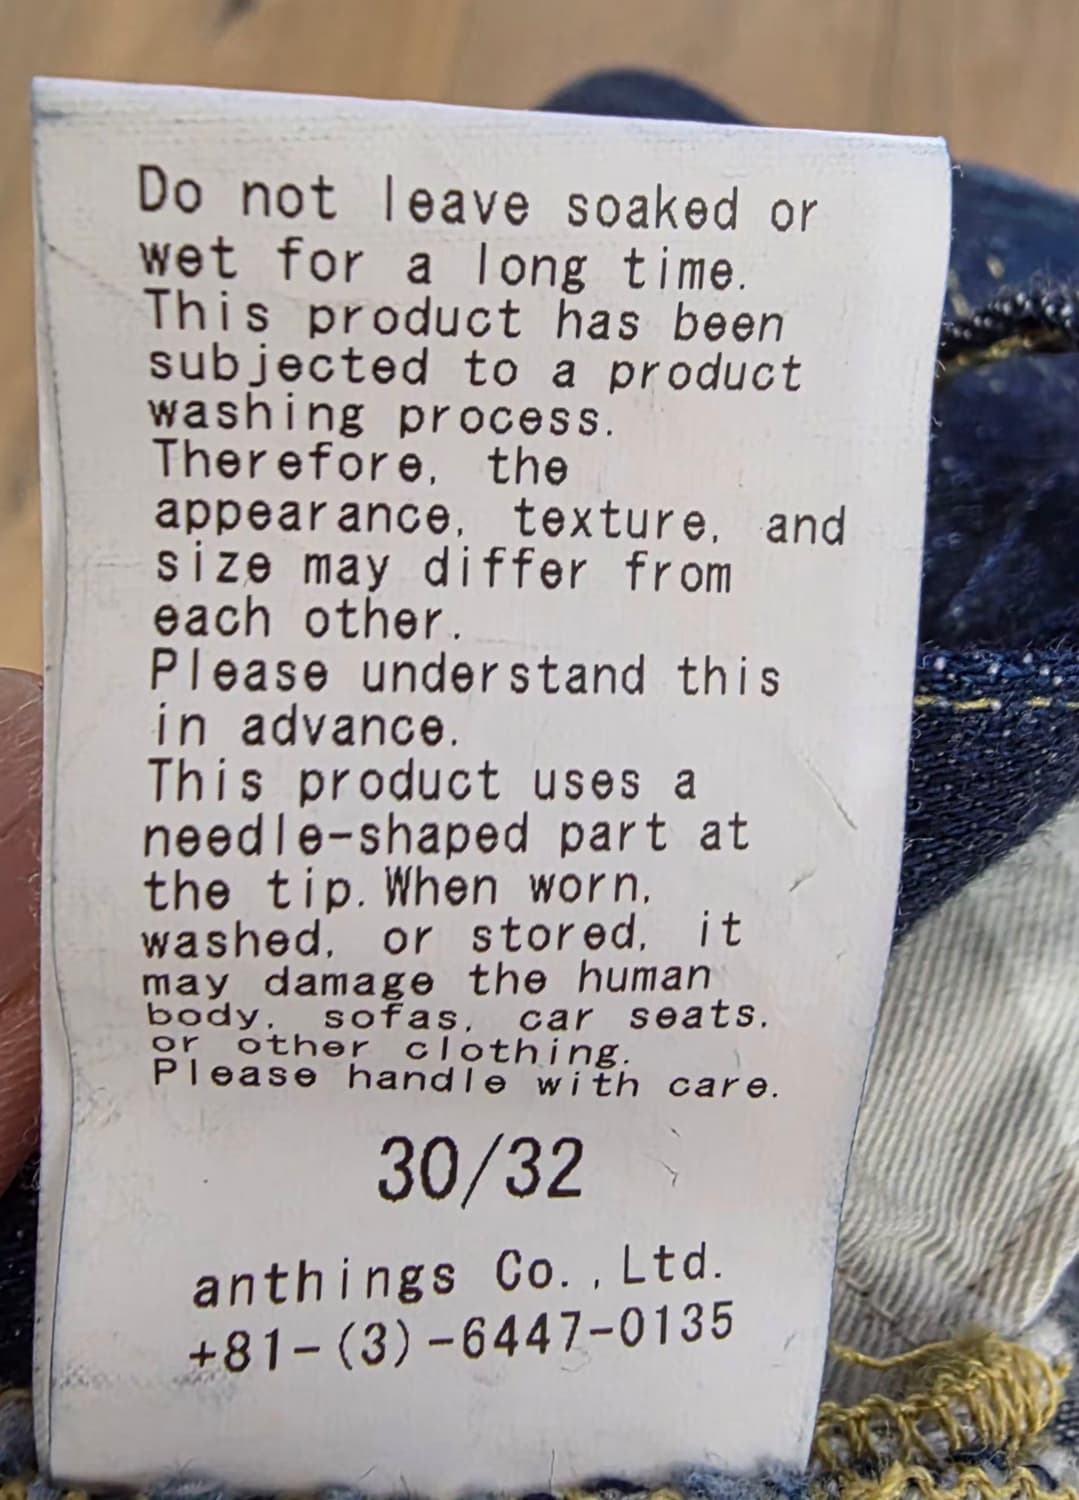 Do not leave soaked or
wet for a long time.
This product has been
subjected to a product
washing process.
Therefore, the
appearance, texture, and
size may differ from
each other.
Please understand this
in advance.
This product uses a
needle-shaped part at
the tip. When worn,
washed, or stored, it
may damage the human
body, sofas, car seats,
or other clothing.
Please handle with care.
30/32
anthings Co.,Ltd.
+81-(3)-6447-0135